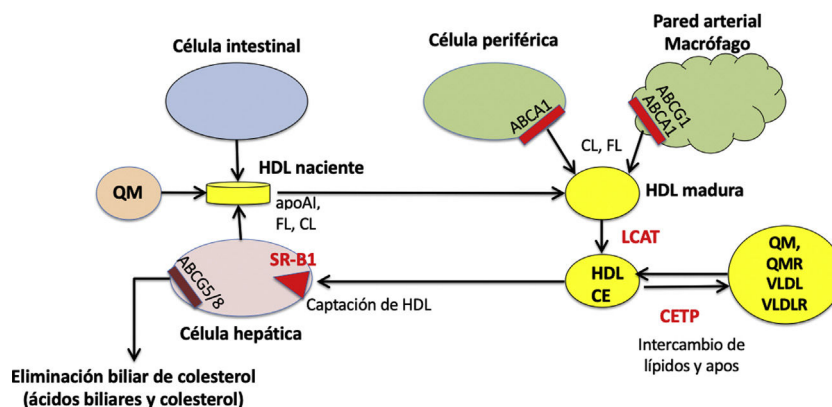 Célula intestinal
Célula periférica
Pared arterial
Macrófago
ABCA1
ABCG1
ABCA1
CL, FL
QM
HDL naciente
apoAI,
FL, CL
HDL madura
LCAT
SR-B1
ABCG5/8
Captación de HDL
HDL
CE
QM,
QMR
VLDL
VLDLR
CETP
Célula hepática
Intercambio de
lípidos y apos
Eliminación biliar de colesterol
(ácidos biliares y colesterol)